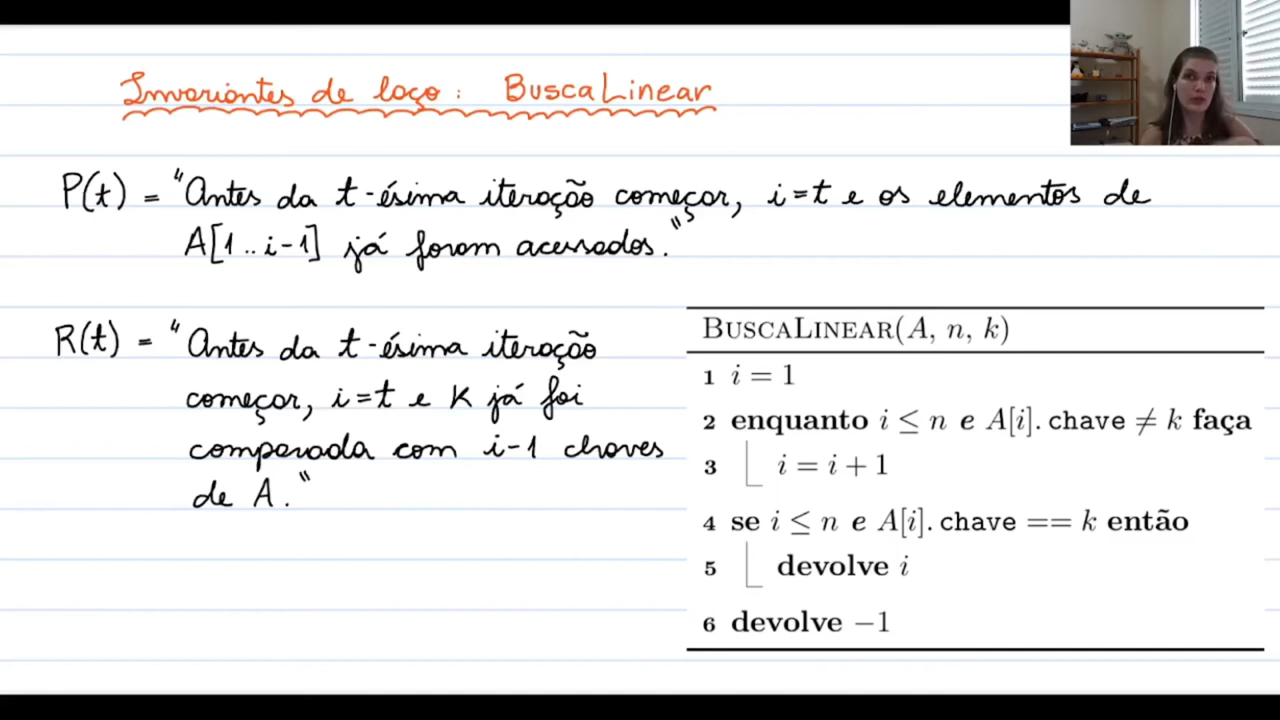 Invariantes de laço: BuscaLinear
P(t) = "Antes da t-ésima iteração começar, i=t e os elementos de
A[1..i-1] já foram acessados."
R(t) = "Antes da t-ésima iteração
começar, i=t e K já foi
comparada com i-1 chaves
de A."
BUSCALINEAR(A, n, k)
1 i = 1
2 enquanto i ≤ n e A[i]. chave ≠ k faça
3 i = i + 1
4 se i ≤ n e A[i]. chave == k então
5 devolve i
6 devolve −1